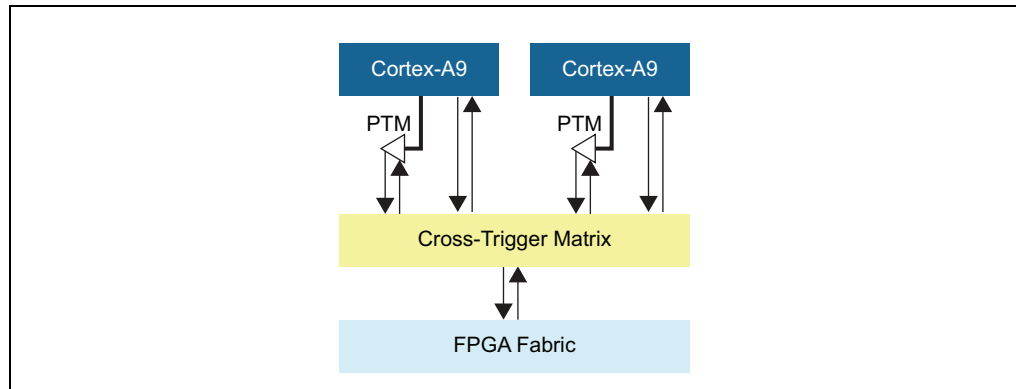 Cortex-A9
Cortex-A9
PTM
PTM
Cross-Trigger Matrix
FPGA Fabric